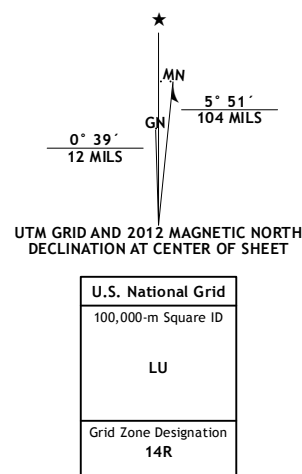 MN
GN
5° 51´
104 MILS
0° 39´
12 MILS
UTM GRID AND 2012 MAGNETIC NORTH
DECLINATION AT CENTER OF SHEET
U.S. National Grid
100,000-m Square ID
LU
Grid Zone Designation
14R